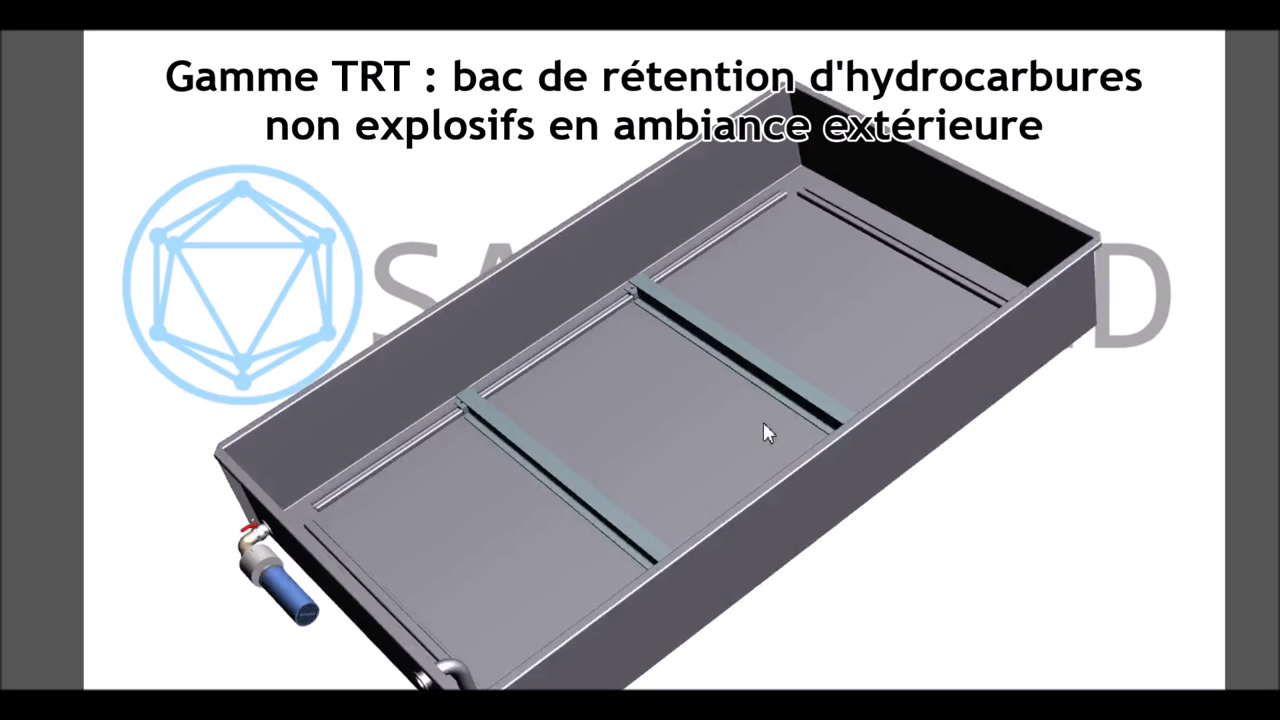 Gamme TRT : bac de rétention d'hydrocarbures
non explosifs en ambiance extérieure